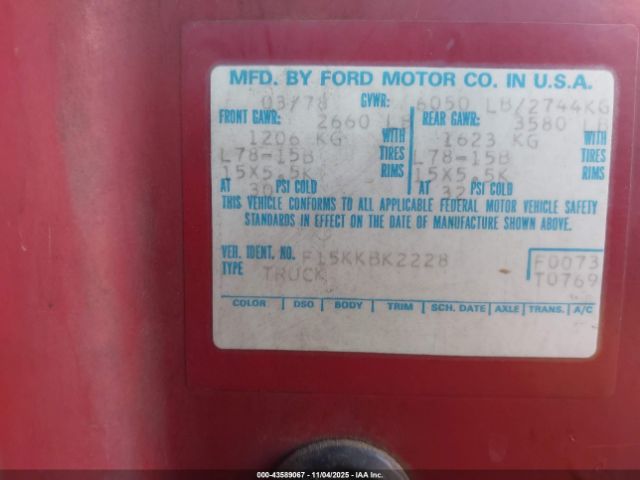 MFD. BY FORD MOTOR CO. IN U.S.A.
03/78 GVWR: 6050 LB/2744KG
FRONT GAWR: 2660 LB REAR GAWR: 3580 LB
1206 KG WITH 1623 KG WITH
L78-15B TIRES L78-15B TIRES
15X5.5K RIMS 15X5.5K RIMS
AT 30 PSI COLD AT 32 PSI COLD
THIS VEHICLE CONFORMS TO ALL APPLICABLE FEDERAL MOTOR VEHICLE SAFETY
STANDARDS IN EFFECT ON THE DATE OF MANUFACTURE SHOWN ABOVE.
VEH. IDENT. NO. F15KKBK2228 F0073
TYPE TRUCK T0769
COLOR DSO BODY TRIM SCH. DATE AXLE TRANS. A/C
000-43589067 - 11/04/2025 - IAA Inc.